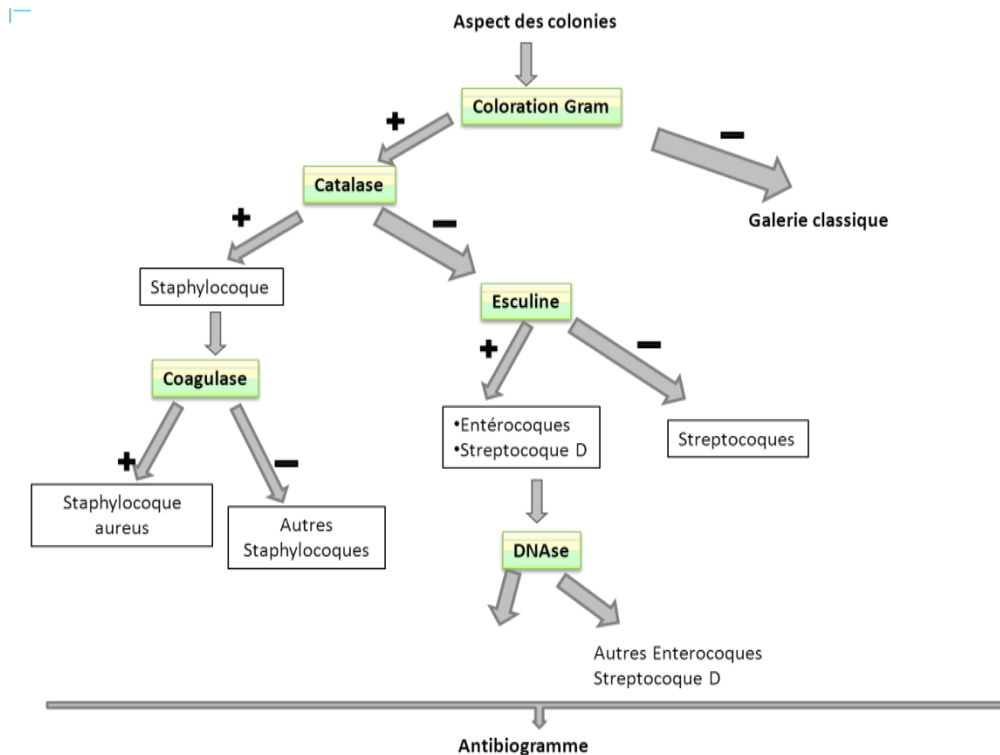 Aspect des colonies
Coloration Gram
+
−
Catalase
Galerie classique
+
−
Staphylocoque
Esculine
+
−
Coagulase
•Entérocoques
•Streptocoque D
Streptocoques
+
−
Staphylocoque
aureus
Autres
Staphylocoques
DNAse
Autres Enterocoques
Streptocoque D
Antibiogramme